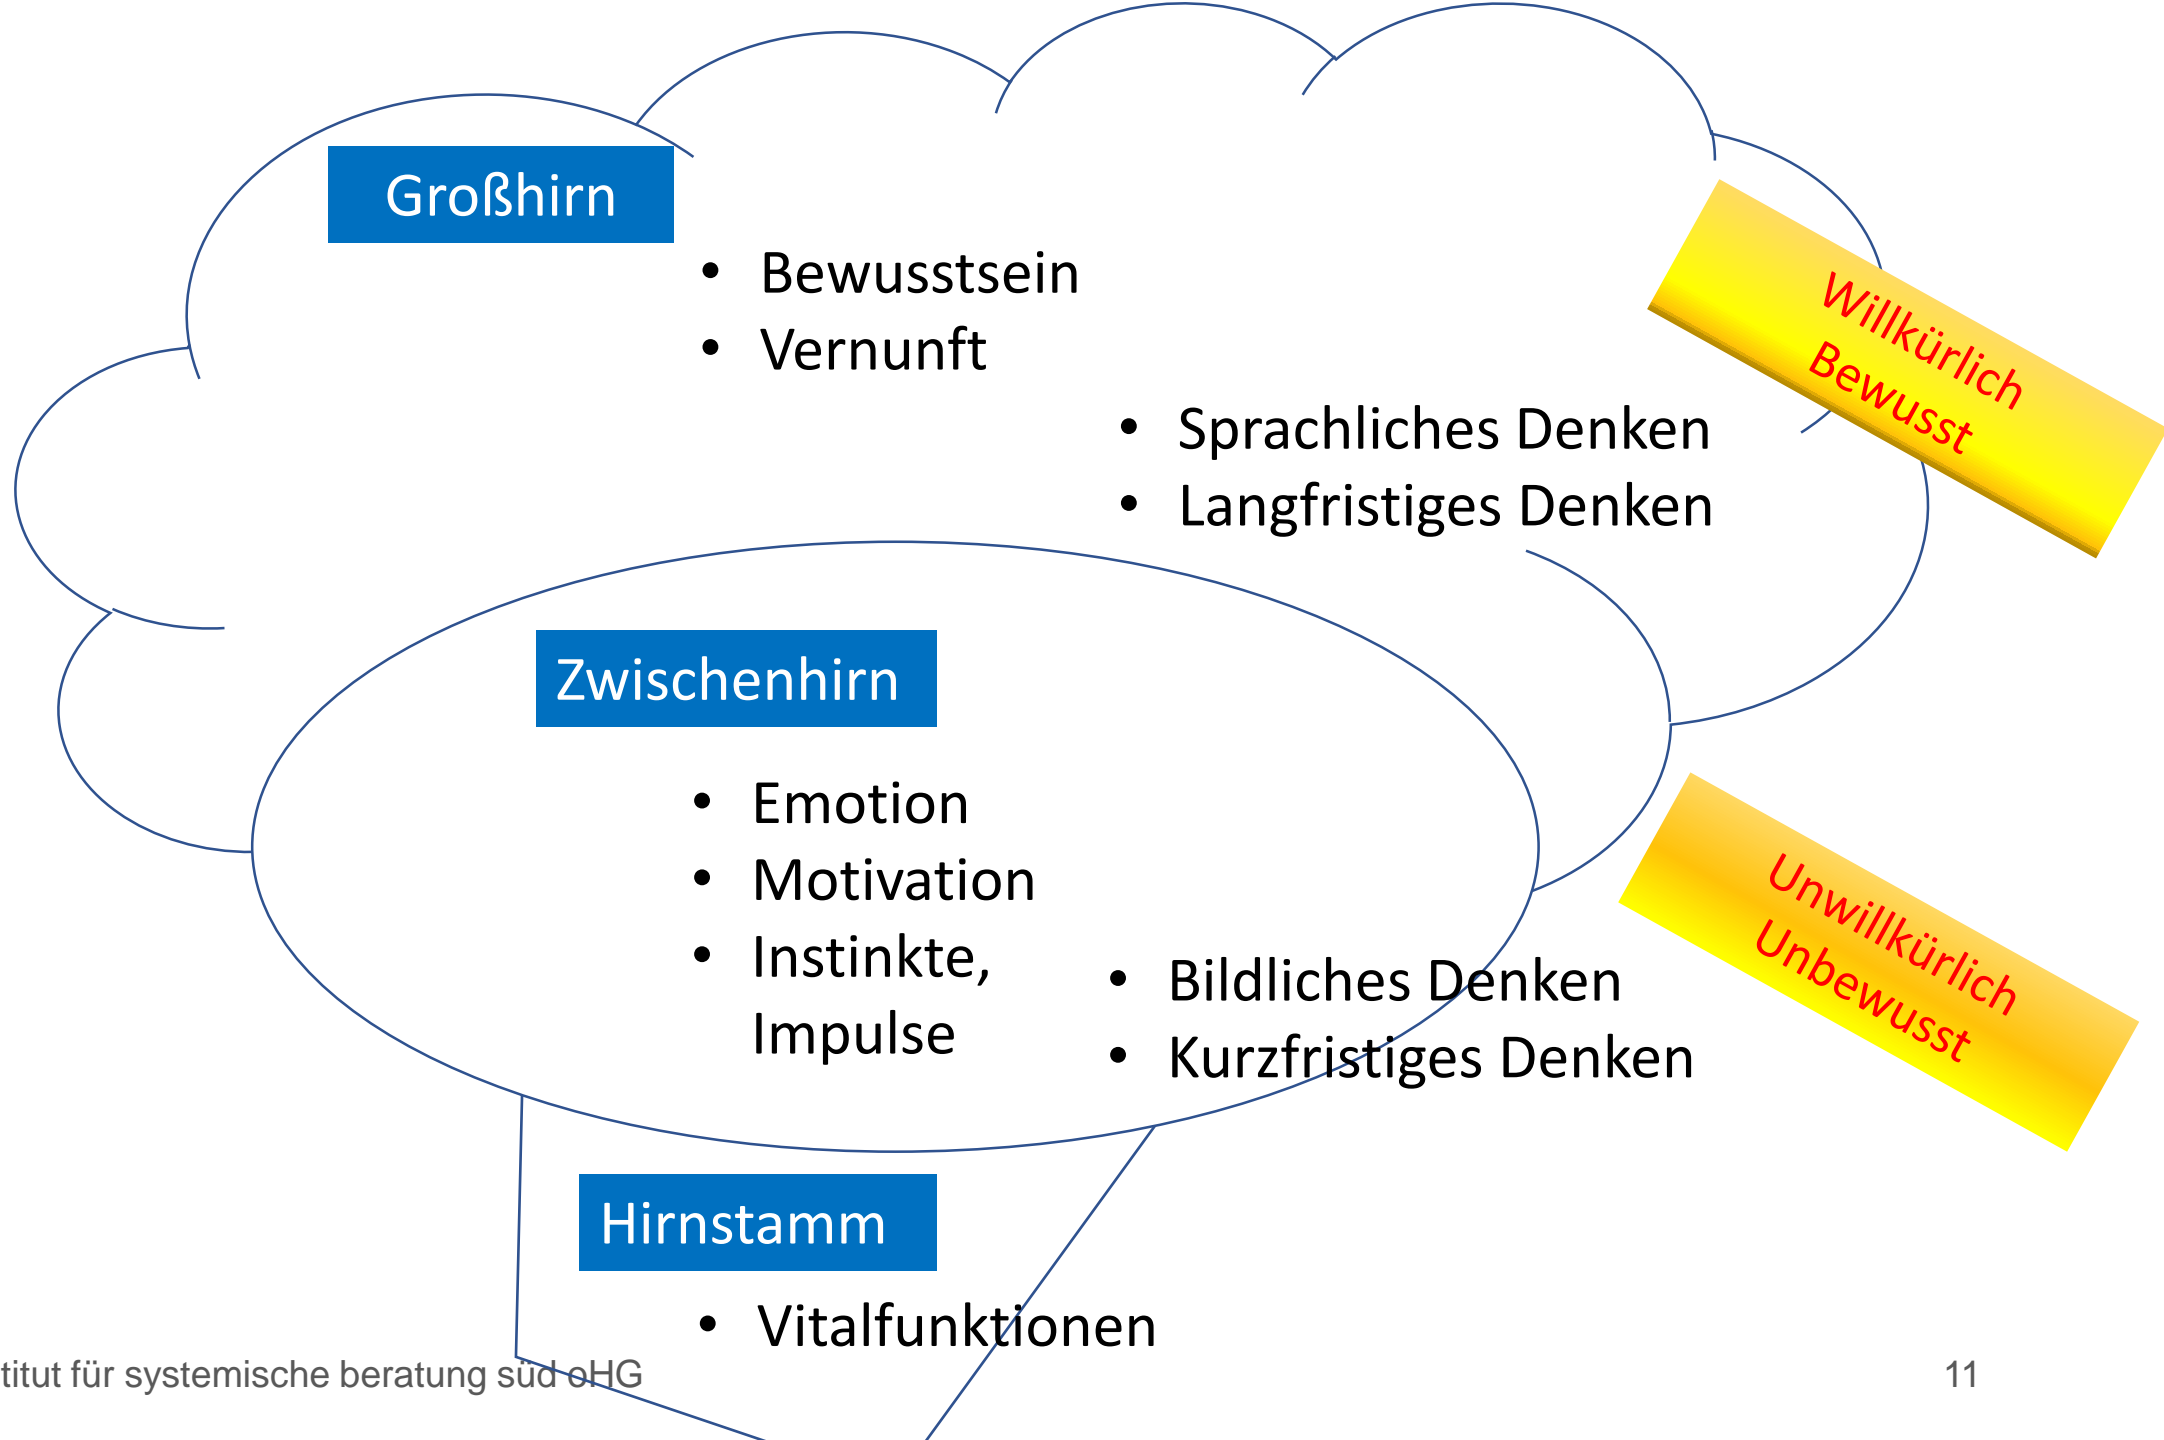 Großhirn
• Bewusstsein
• Vernunft
• Sprachliches Denken
• Langfristiges Denken
Willkürlich
Bewusst
Zwischenhirn
• Emotion
• Motivation
• Instinkte,
Impulse
• Bildliches Denken
• Kurzfristiges Denken
Unwillkürlich
Unbewusst
Hirnstamm
• Vitalfunktionen
titut für systemische beratung süd oHG
11